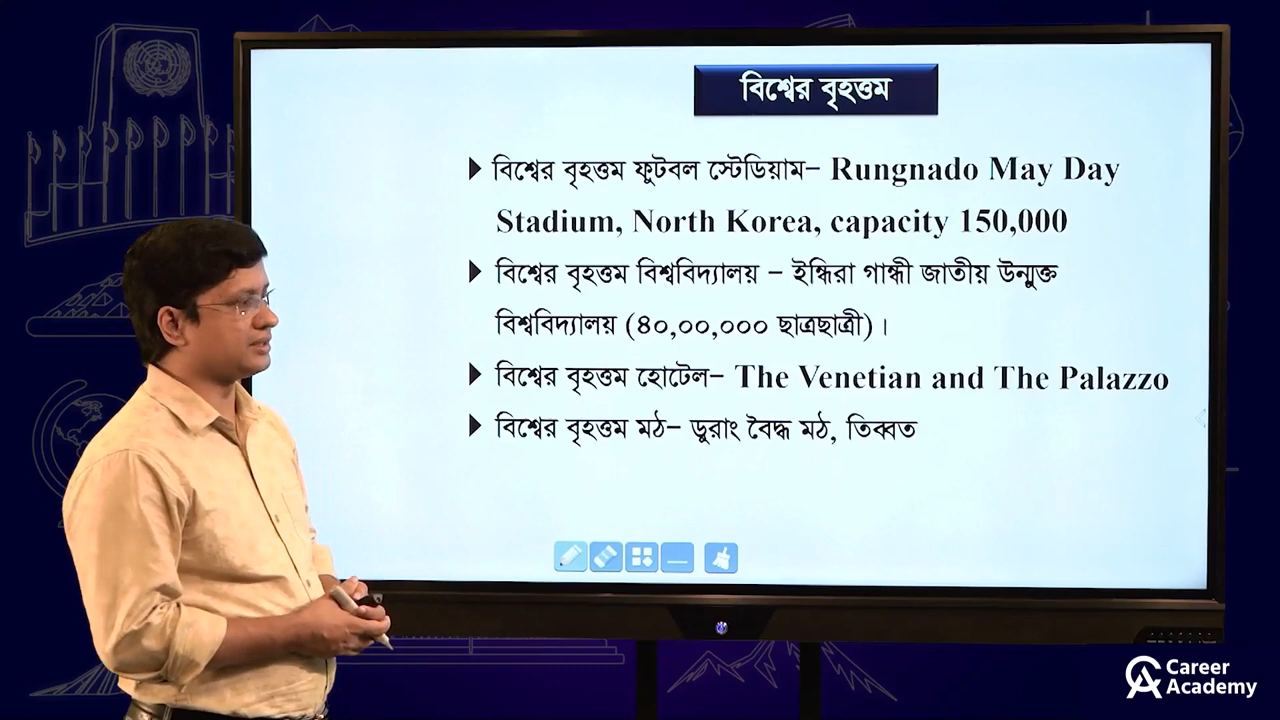 বিশ্বের বৃহত্তম
বিশ্বের বৃহত্তম ফুটবল স্টেডিয়াম– Rungnado May Day
Stadium, North Korea, capacity 150,000
বিশ্বের বৃহত্তম বিশ্ববিদ্যালয় – ইন্ধিরা গান্ধী জাতীয় উন্মুক্ত
বিশ্ববিদ্যালয় (৪০,০০,০০০ ছাত্রছাত্রী)।
বিশ্বের বৃহত্তম হোটেল– The Venetian and The Palazzo
বিশ্বের বৃহত্তম মঠ– ড্রুরাং বৈদ্ধ মঠ, তিব্বত
Career
Academy